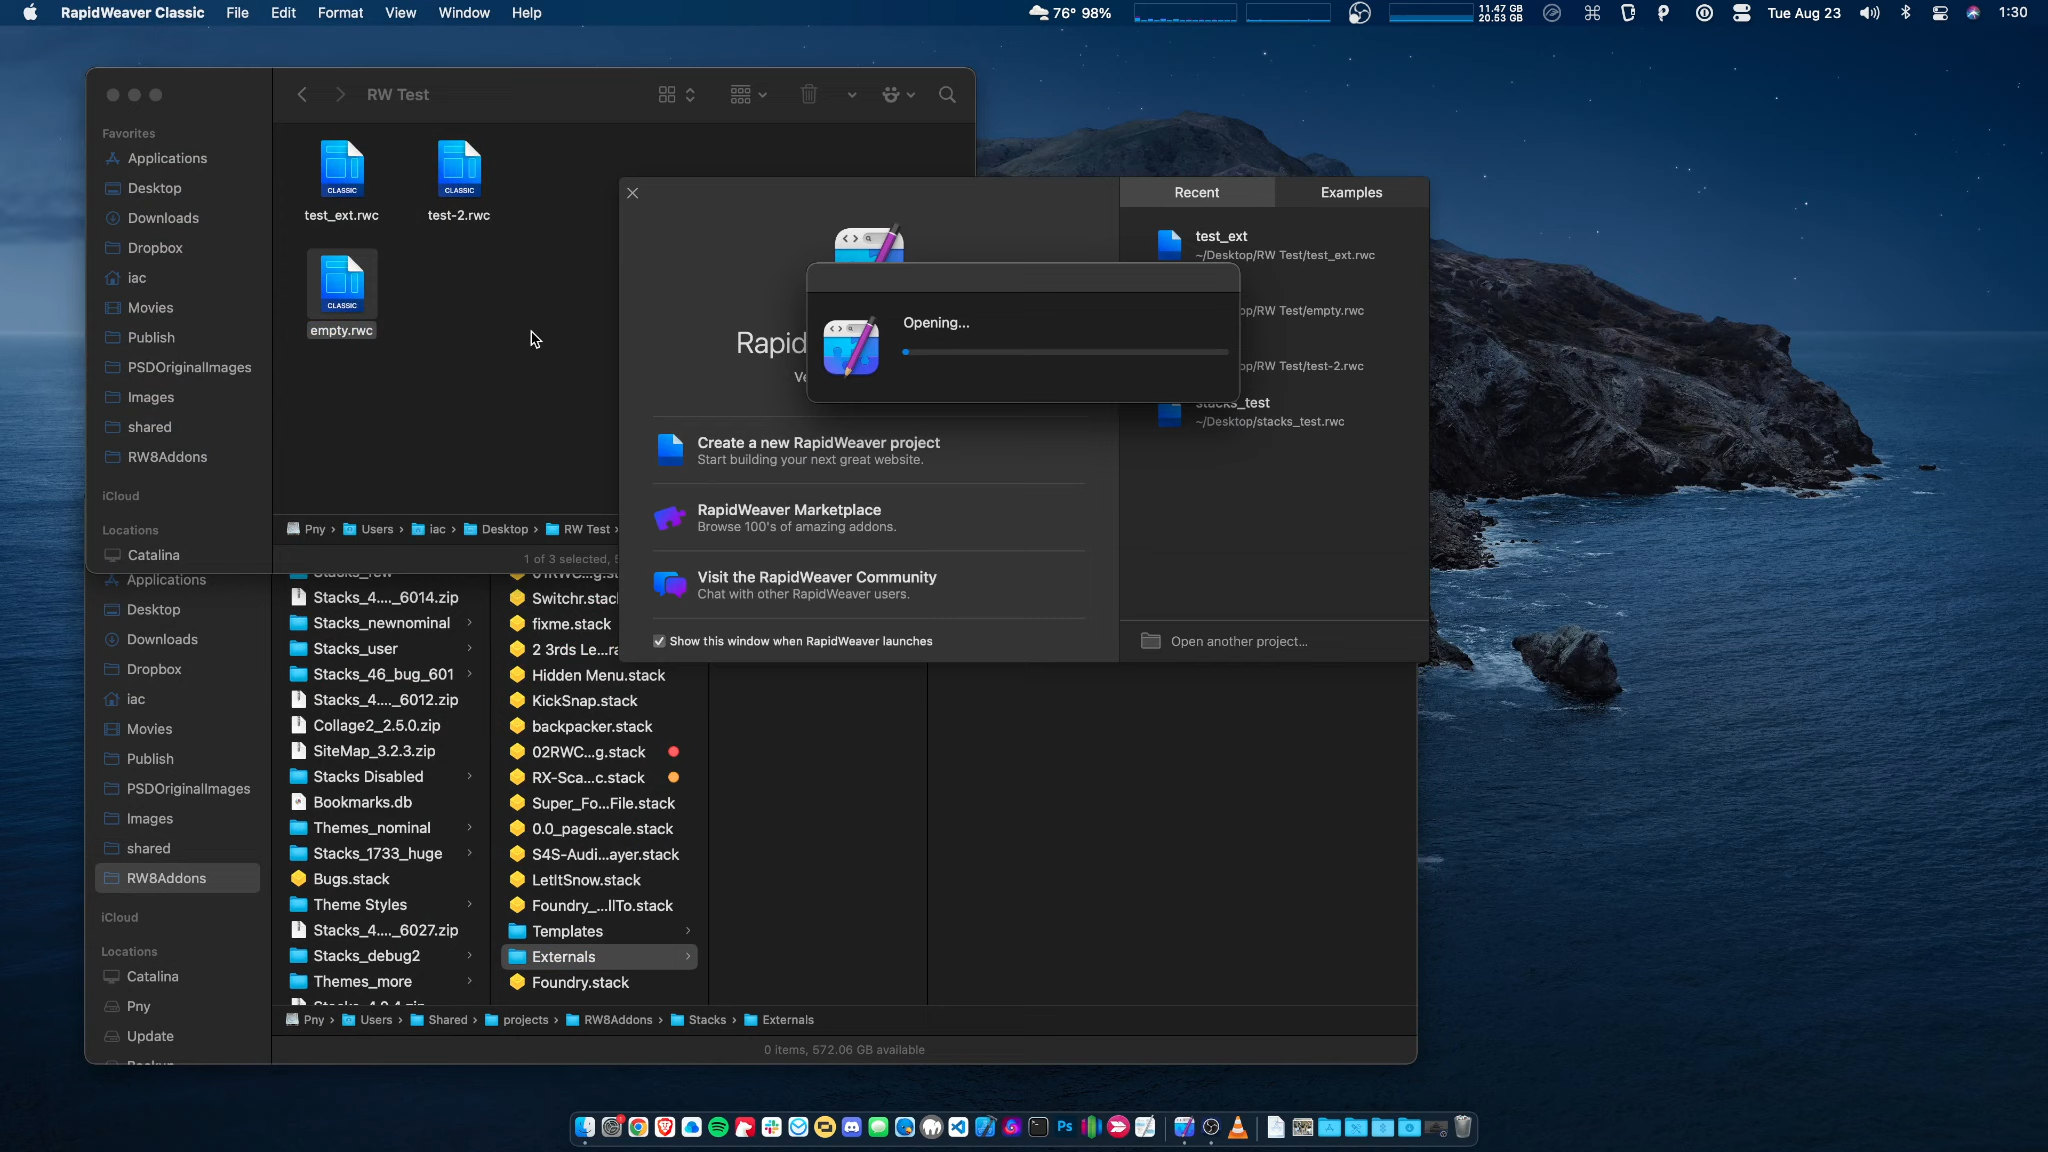 RapidWeaver Classic File Edit Format View Window Help
76° 98% 11.47 GB 20.53 GB Tue Aug 23 1:30
RW Test
Favorites
Applications
Desktop
Downloads
Dropbox
iac
Movies
Publish
PSDOriginalImages
Images
shared
RW8Addons
iCloud
Locations
Catalina
CLASSIC
test_ext.rwc
CLASSIC
test-2.rwc
CLASSIC
empty.rwc
Pny › Users › iac › Desktop › RW Test
1 of 3 selected,
Recent Examples
test_ext
~/Desktop/RW Test/test_ext.rwc
op/RW Test/empty.rwc
op/RW Test/test-2.rwc
stacks_test
~/Desktop/stacks_test.rwc
Opening...
Rapid
Ve
Create a new RapidWeaver project
Start building your next great website.
RapidWeaver Marketplace
Browse 100's of amazing addons.
Visit the RapidWeaver Community
Chat with other RapidWeaver users.
Show this window when RapidWeaver launches
Open another project...
Applications
Desktop
Downloads
Dropbox
iac
Movies
Publish
PSDOriginalImages
Images
shared
RW8Addons
iCloud
Locations
Catalina
Pny
Update
Stacks_4...._6014.zip
Stacks_newnominal
Stacks_user
Stacks_46_bug_601
Stacks_4...._6012.zip
Collage2_2.5.0.zip
SiteMap_3.2.3.zip
Stacks Disabled
Bookmarks.db
Themes_nominal
Stacks_1733_huge
Bugs.stack
Theme Styles
Stacks_4...._6027.zip
Stacks_debug2
Themes_more
Switchr.stac
fixme.stack
2 3rds Le...ra
Hidden Menu.stack
KickSnap.stack
backpacker.stack
02RWC...g.stack
RX-Sca...c.stack
Super_Fo...File.stack
0.0_pagescale.stack
S4S-Audi...ayer.stack
LetItSnow.stack
Foundry_...llTo.stack
Templates
Externals
Foundry.stack
Pny › Users › Shared › projects › RW8Addons › Stacks › Externals
0 items, 572.06 GB available
Ps